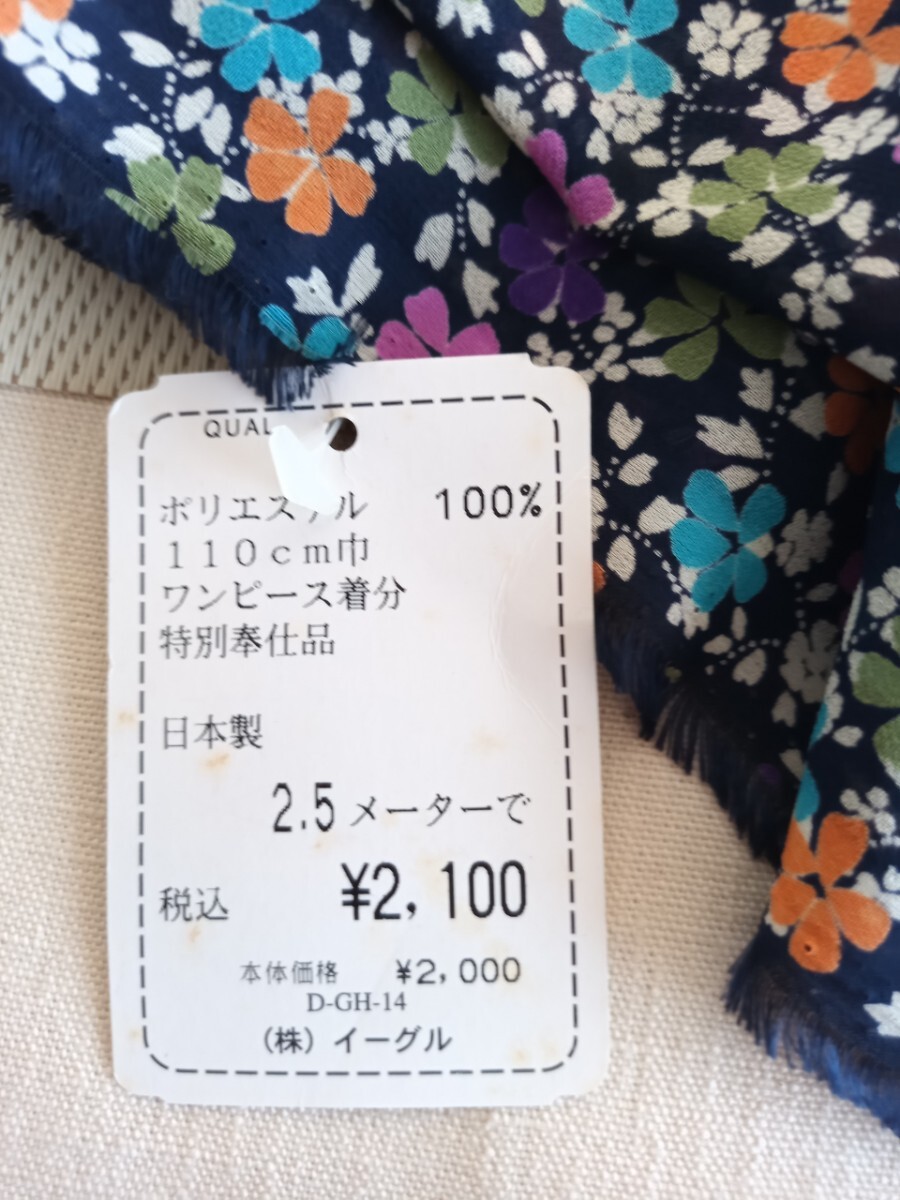 QUAL
ポリエステル 100%
110cm巾
ワンピース着分
特別奉仕品
日本製
2.5メーターで
税込 ¥2,100
本体価格 ¥2,000
D-GH-14
(株)イーグル